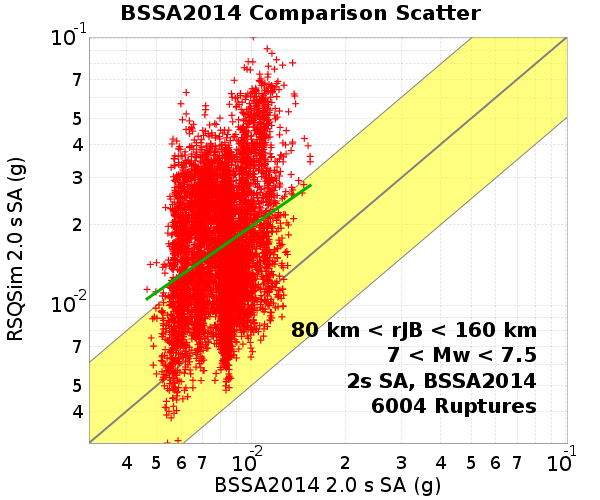 BSSA2014 Comparison Scatter
RSQSim 2.0 s SA (g)
10-1
7
5
4
3
2
10-2
7
5
4
80 km < rJB < 160 km
7 < Mw < 7.5
2s SA, BSSA2014
6004 Ruptures
4 5 6 7 10-2 2 3 4 5 6 7 10-1
BSSA2014 2.0 s SA (g)